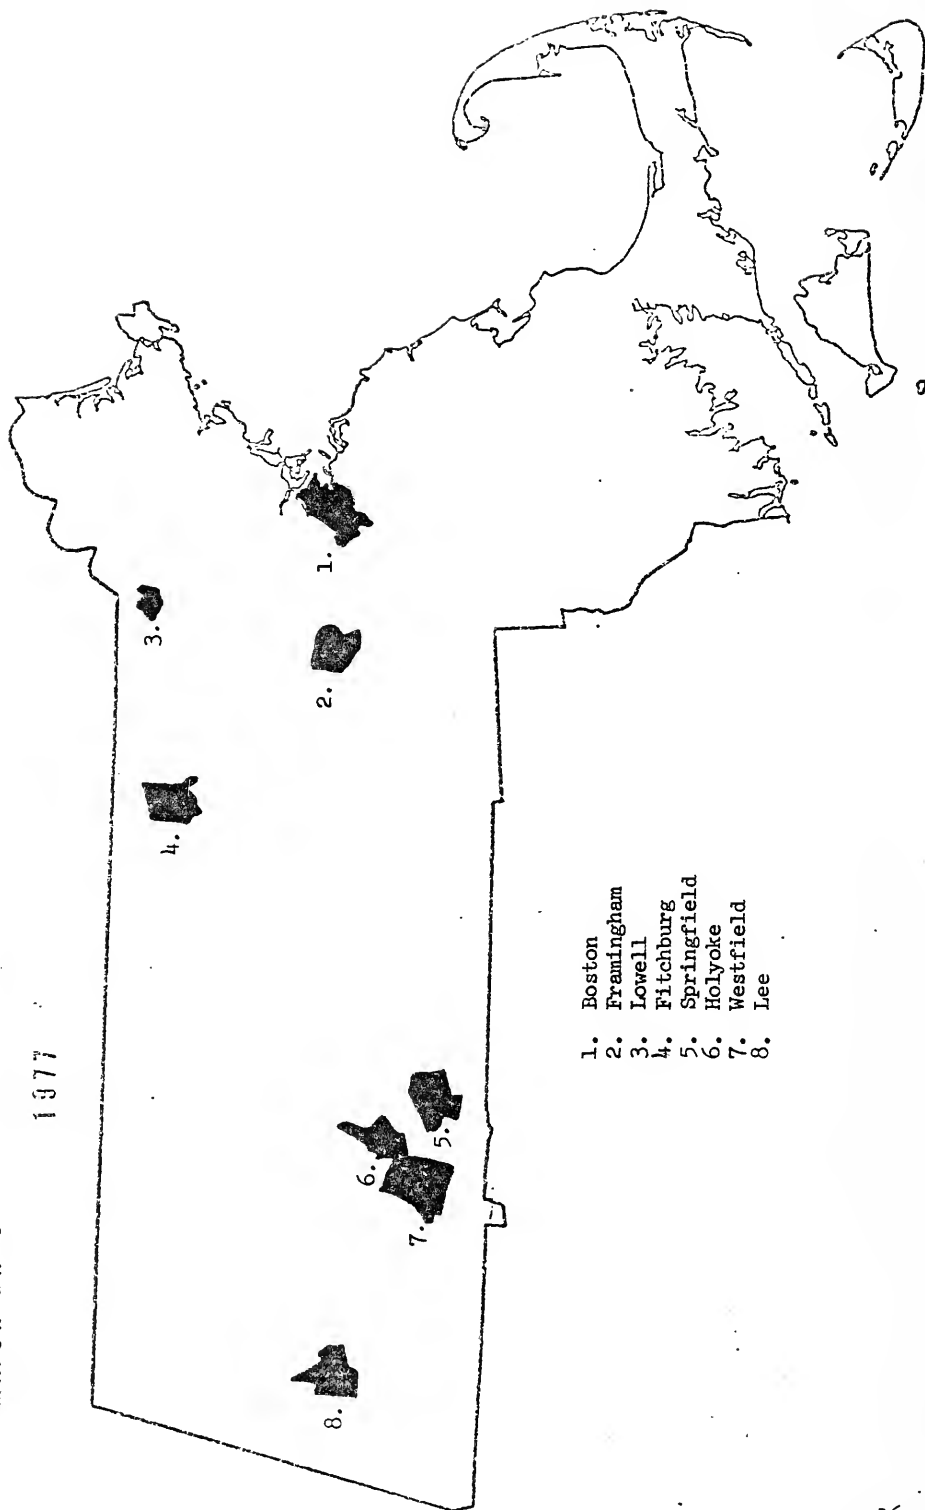 1977
1.
2.
3.
4.
5.
6.
7.
8.
1. Boston
2. Framingham
3. Lowell
4. Fitchburg
5. Springfield
6. Holyoke
7. Westfield
8. Lee